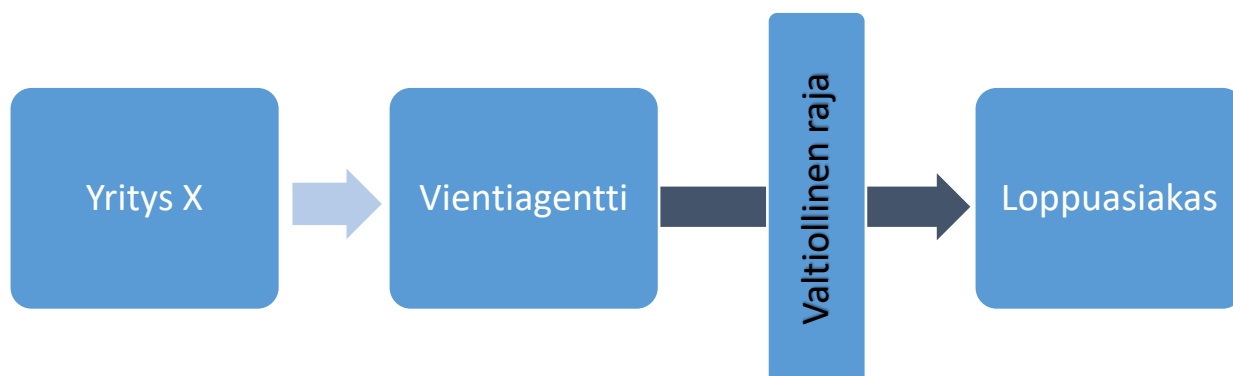 Yritys X
Vientiagentti
Valtiollinen raja
Loppuasiakas